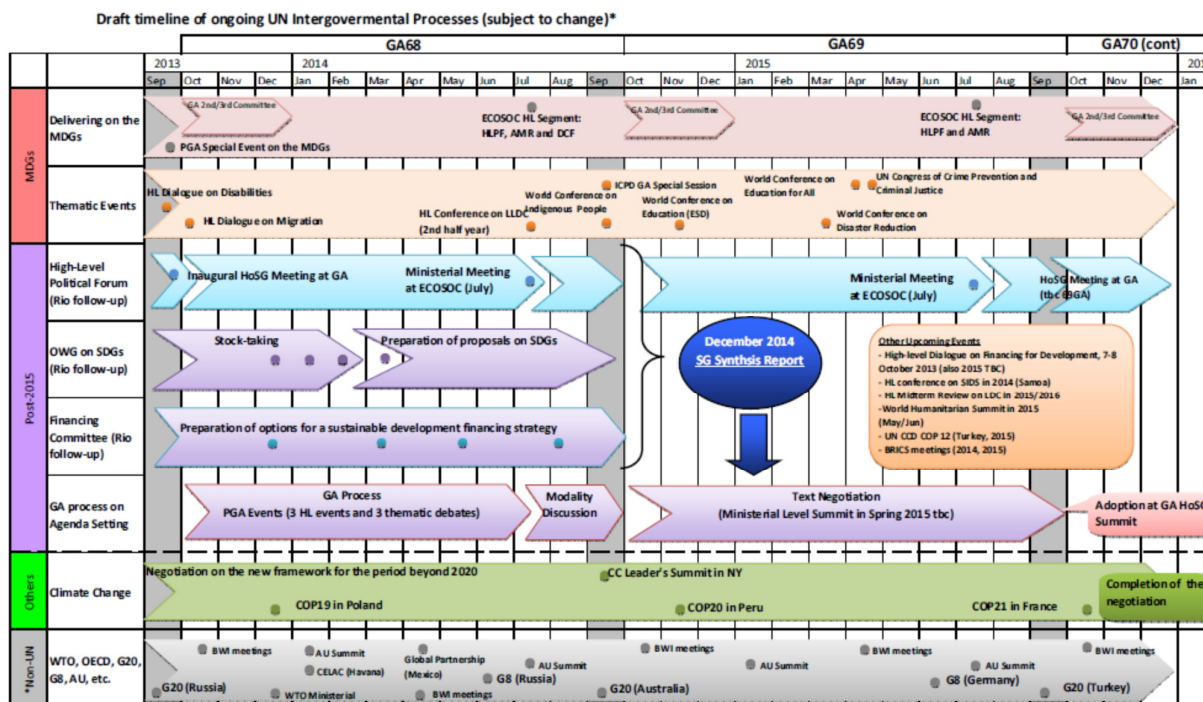 Draft timeline of ongoing UN Intergovermental Processes (subject to change)*
GA68
GA69
GA70 (cont)
2013
2014
2015
Sep
Oct
Nov
Dec
Jan
Feb
Mar
Apr
May
Jun
Jul
Aug
Sep
Oct
Nov
Dec
Jan
Feb
Mar
Apr
May
Jun
Jul
Aug
Sep
Oct
Nov
Dec
Jan
MDGs
Delivering on the
MDGs
GA 2nd/3rd Committee
PGA Special Event on the MDGs
ECOSOC HL Segment:
HLPF, AMR and DCF
GA 2nd/3rd Committee
ECOSOC HL Segment:
HLPF and AMR
GA 2nd/3rd Committee
Thematic Events
HL Dialogue on Disabilities
HL Dialogue on Migration
HL Conference on LLDC
(2nd half year)
World Conference on
Indigenous People
ICPD GA Special Session
World Conference on
Education (ESD)
World Conference on
Education for All
UN Congress of Crime Prevention and
Criminal Justice
World Conference on
Disaster Reduction
Post-2015
High-Level
Political Forum
(Rio follow-up)
Inaugural HoSG Meeting at GA
Ministerial Meeting
at ECOSOC (July)
Ministerial Meeting
at ECOSOC (July)
HoSG Meeting at GA
(tbc 69GA)
OWG on SDGs
(Rio follow-up)
Stock-taking
Preparation of proposals on SDGs
December 2014
SG Synthsis Report
Other Upcoming Events
- High-level Dialogue on Financing for Development, 7-8
October 2013 (also 2015 TBC)
- HL conference on SIDS in 2014 (Samoa)
- HL Midterm Review on LDC in 2015/2016
-World Humanitarian Summit in 2015
(May/Jun)
- UN CCD COP 12 (Turkey, 2015)
- BRICS meetings (2014, 2015)
Financing
Committee (Rio
follow-up)
Preparation of options for a sustainable development financing strategy
GA process on
Agenda Setting
GA Process
PGA Events (3 HL events and 3 thematic debates)
Modality
Discussion
Text Negotiation
(Ministerial Level Summit in Spring 2015 tbc)
Adoption at GA HoSG
Summit
Others
Climate Change
Negotiation on the new framework for the period beyond 2020
COP19 in Poland
CC Leader's Summit in NY
COP20 in Peru
COP21 in France
Completion of the
negotiation
*Non-UN
WTO, OECD, G20,
G8, AU, etc.
G20 (Russia)
BWI meetings
WTO Ministerial
AU Summit
CELAC (Havana)
Global Partnership
(Mexico)
BWI meetings
G8 (Russia)
AU Summit
G20 (Australia)
BWI meetings
AU Summit
BWI meetings
G8 (Germany)
AU Summit
G20 (Turkey)
BWI meetings